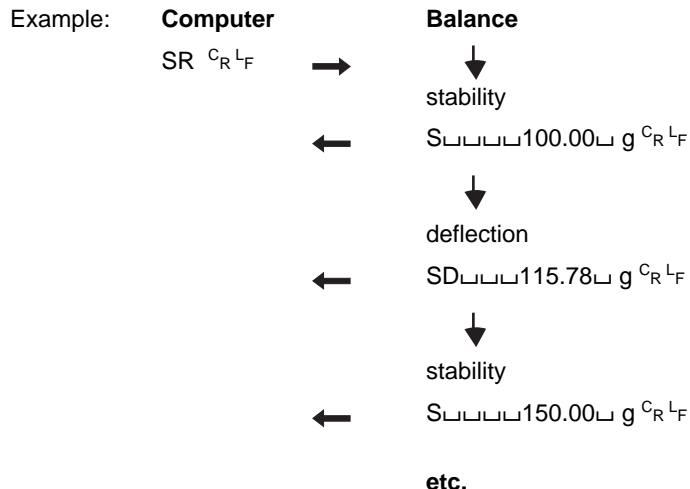 Example: Computer Balance
SR CRLF
stability
S␣␣␣␣100.00␣ g CRLF
deflection
SD␣␣␣115.78␣ g CRLF
stability
S␣␣␣␣150.00␣ g CRLF
etc.